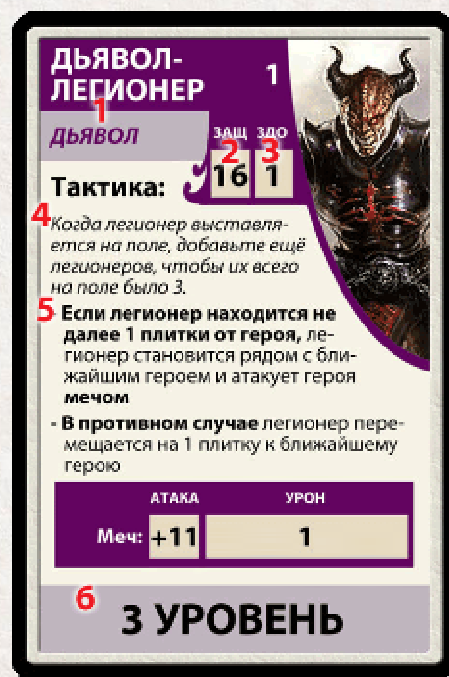 ДЬЯВОЛ-
ЛЕГИОНЕР
1
1
ДЬЯВОЛ
ЗАЩ ЗДО
2 3
16 1
Тактика:
4
Когда легионер выставля-
ется на поле, добавьте ещё
легионеров, чтобы их всего
на поле было 3.
5
- Если легионер находится не
далее 1 плитки от героя, ле-
гионер становится рядом с бли-
жайшим героем и атакует героя
мечом
- В противном случае легионер пере-
мещается на 1 плитку к ближайшему
герою
АТАКА УРОН
Меч: +11 1
6
3 УРОВЕНЬ